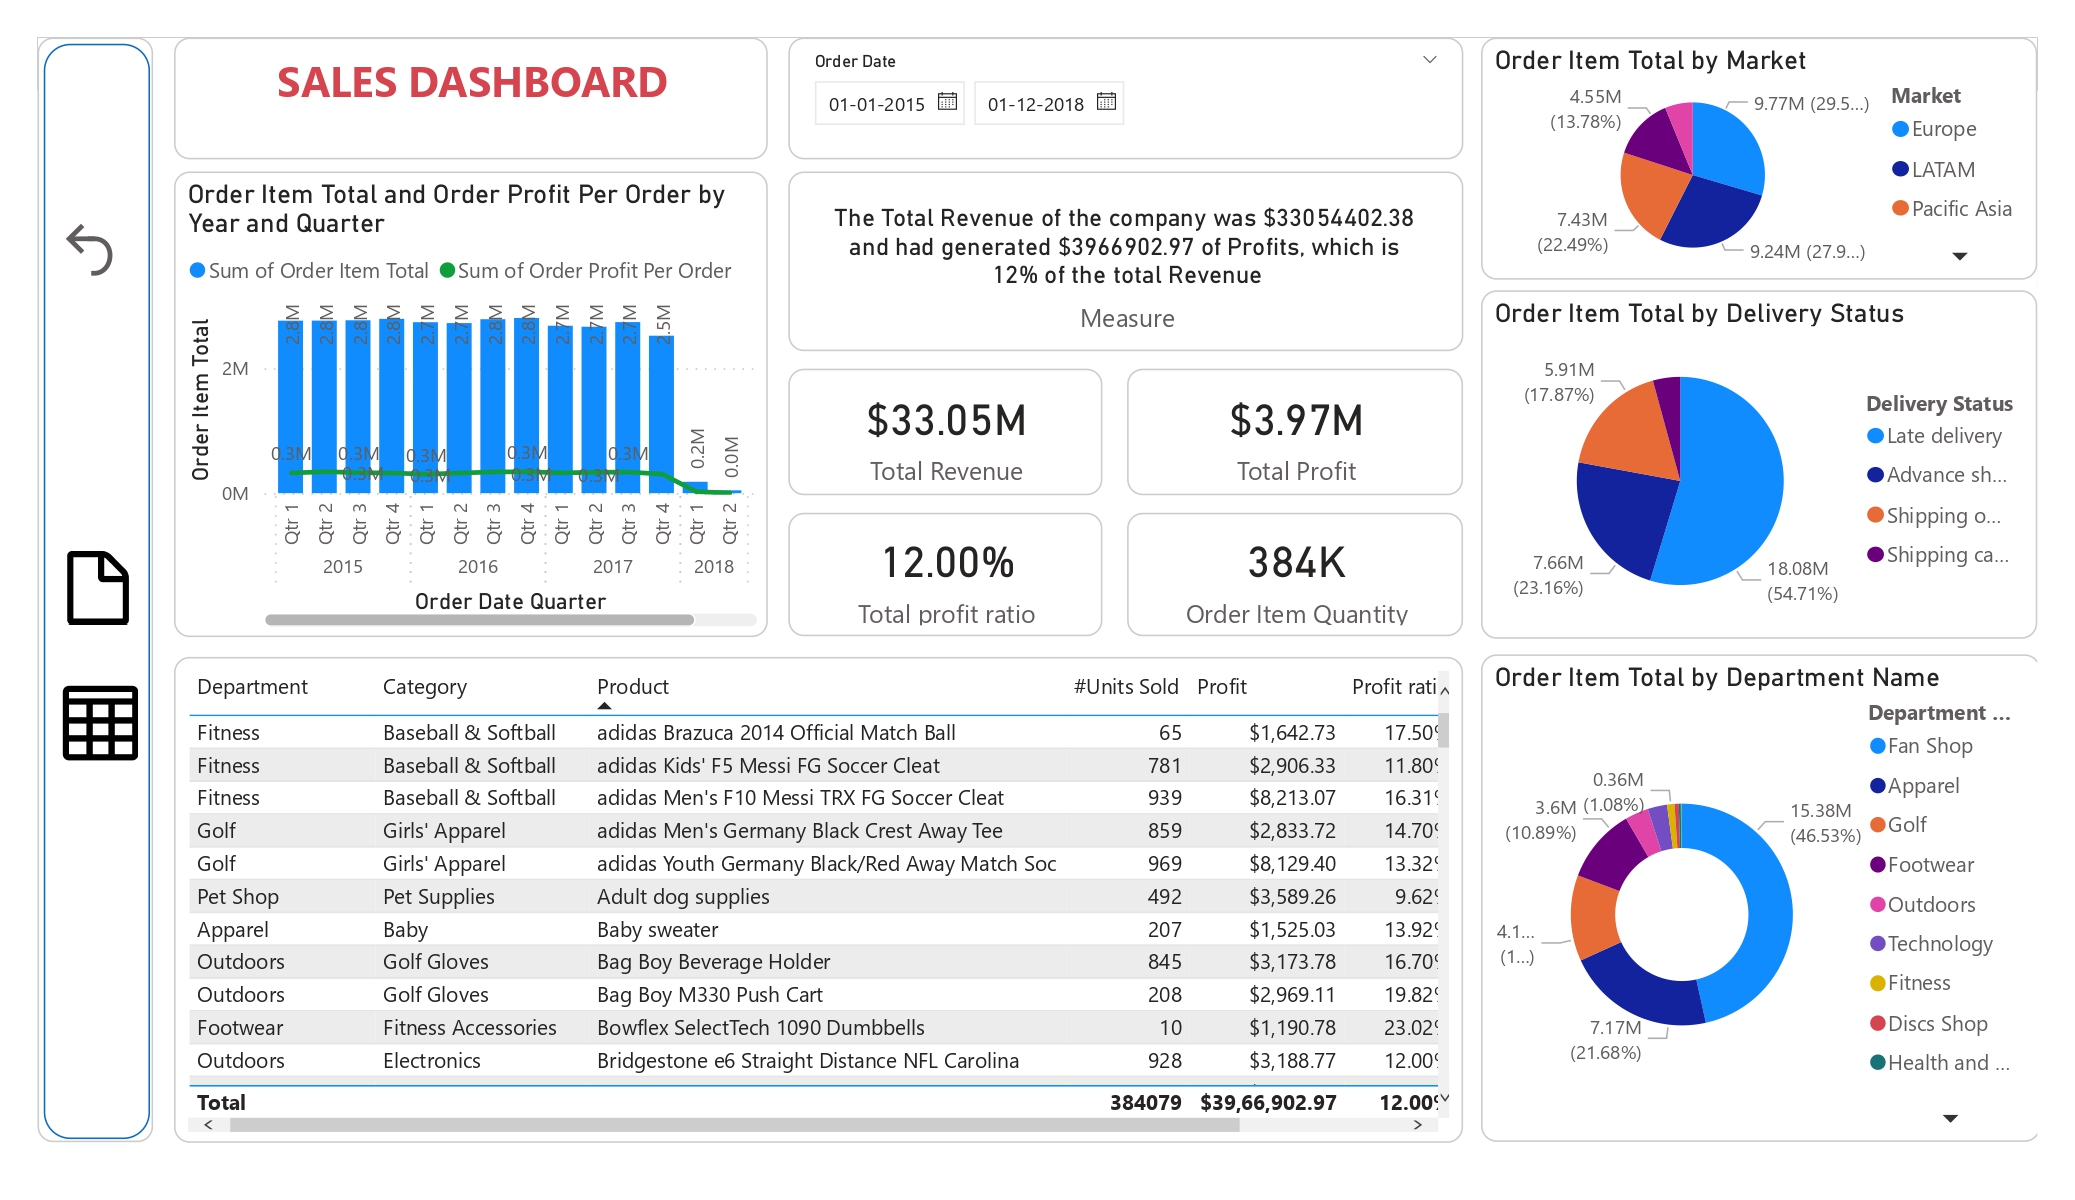 SALES DASHBOARD
Order Date
01-01-2015
01-12-2018
Order Item Total and Order Profit Per Order by
Year and Quarter
Sum of Order Item Total
Sum of Order Profit Per Order
Order Item Total
2M
0M
2.8M
2.8M
2.8M
2.8M
2.7M
2.7M
2.8M
2.8M
2.7M
2.7M
2.7M
2.5M
0.2M
0.0M
0.3M
0.3M
0.3M
0.3M
0.3M
0.3M
0.3M
0.3M
0.3M
Qtr 1
Qtr 2
Qtr 3
Qtr 4
Qtr 1
Qtr 2
Qtr 3
Qtr 4
Qtr 1
Qtr 2
Qtr 3
Qtr 4
Qtr 1
Qtr 2
2015
2016
2017
2018
Order Date Quarter
The Total Revenue of the company was $33054402.38
and had generated $3966902.97 of Profits, which is
12% of the total Revenue
Measure
$33.05M
Total Revenue
$3.97M
Total Profit
12.00%
Total profit ratio
384K
Order Item Quantity
Order Item Total by Market
4.55M
(13.78%)
9.77M (29.5...)
7.43M
(22.49%)
9.24M (27.9...)
Market
Europe
LATAM
Pacific Asia
Order Item Total by Delivery Status
5.91M
(17.87%)
7.66M
(23.16%)
18.08M
(54.71%)
Delivery Status
Late delivery
Advance sh...
Shipping o...
Shipping ca...
Department Category Product #Units Sold Profit Profit rati
Fitness Baseball & Softball adidas Brazuca 2014 Official Match Ball 65 $1,642.73 17.50%
Fitness Baseball & Softball adidas Kids' F5 Messi FG Soccer Cleat 781 $2,906.33 11.80%
Fitness Baseball & Softball adidas Men's F10 Messi TRX FG Soccer Cleat 939 $8,213.07 16.31%
Golf Girls' Apparel adidas Men's Germany Black Crest Away Tee 859 $2,833.72 14.70%
Golf Girls' Apparel adidas Youth Germany Black/Red Away Match Soc 969 $8,129.40 13.32%
Pet Shop Pet Supplies Adult dog supplies 492 $3,589.26 9.62%
Apparel Baby Baby sweater 207 $1,525.03 13.92%
Outdoors Golf Gloves Bag Boy Beverage Holder 845 $3,173.78 16.70%
Outdoors Golf Gloves Bag Boy M330 Push Cart 208 $2,969.11 19.82%
Footwear Fitness Accessories Bowflex SelectTech 1090 Dumbbells 10 $1,190.78 23.02%
Outdoors Electronics Bridgestone e6 Straight Distance NFL Carolina 928 $3,188.77 12.00%
Total 384079 $39,66,902.97 12.00%
Order Item Total by Department Name
0.36M
(1.08%)
3.6M
(10.89%)
15.38M
(46.53%)
4.1...
(1...)
7.17M
(21.68%)
Department ...
Fan Shop
Apparel
Golf
Footwear
Outdoors
Technology
Fitness
Discs Shop
Health and ...